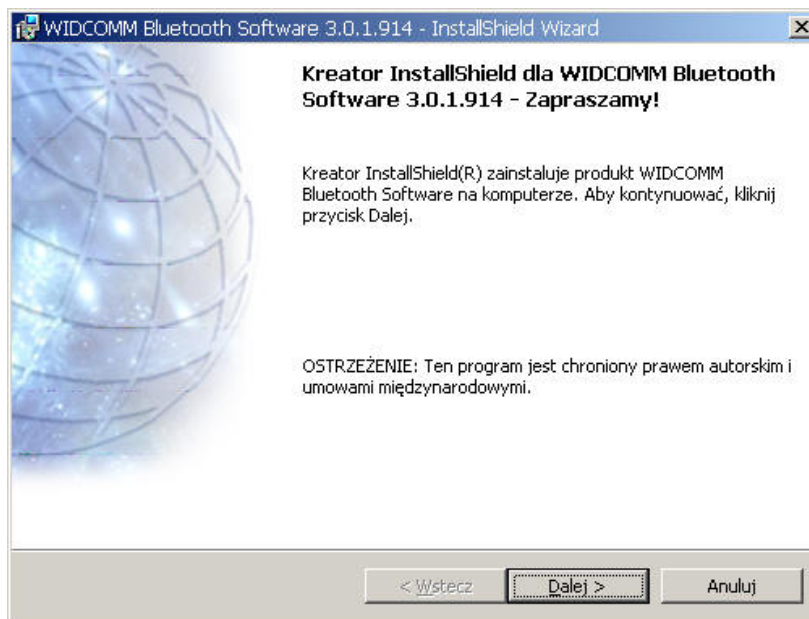 WIDCOMM Bluetooth Software 3.0.1.914 - InstallShield Wizard
Kreator InstallShield dla WIDCOMM Bluetooth
Software 3.0.1.914 - Zapraszamy!
Kreator InstallShield(R) zainstaluje produkt WIDCOMM
Bluetooth Software na komputerze. Aby kontynuować, kliknij
przycisk Dalej.
OSTRZEŻENIE: Ten program jest chroniony prawem autorskim i
umowami międzynarodowymi.
< Wstecz
Dalej >
Anuluj